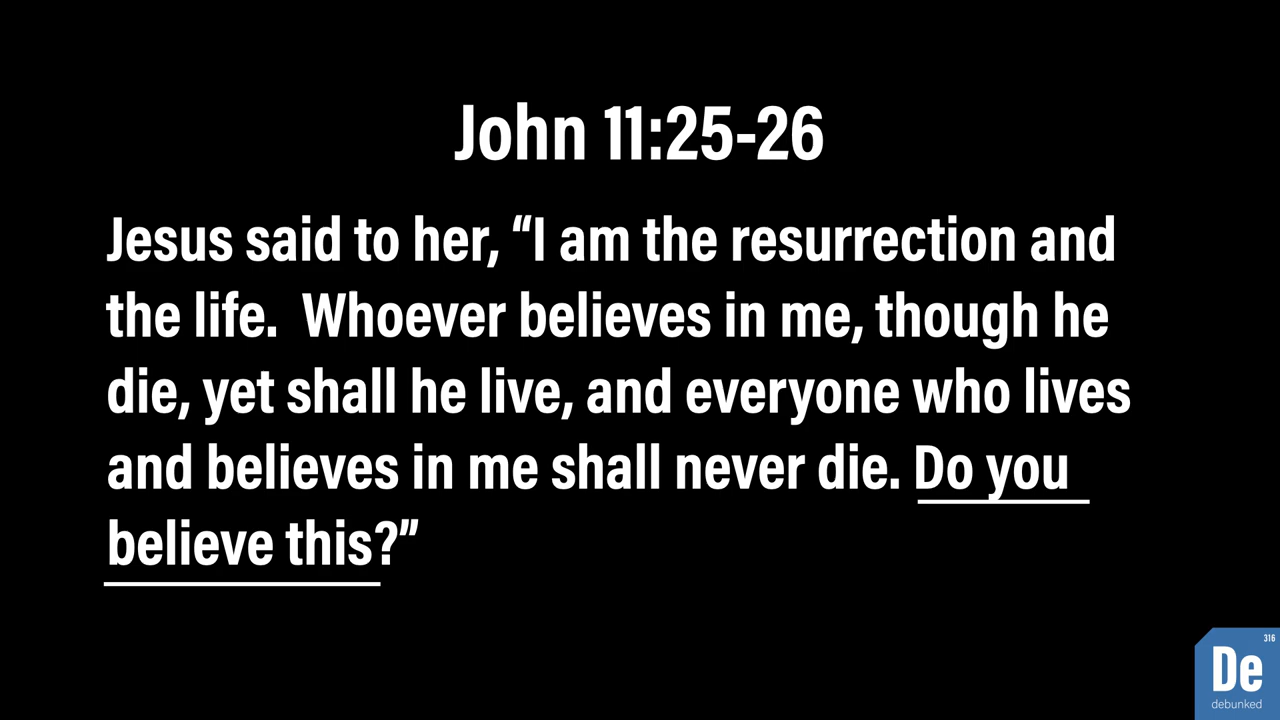 John 11:25-26
Jesus said to her, “I am the resurrection and
the life.  Whoever believes in me, though he
die, yet shall he live, and everyone who lives
and believes in me shall never die. Do you
believe this?”
316
De
debunked